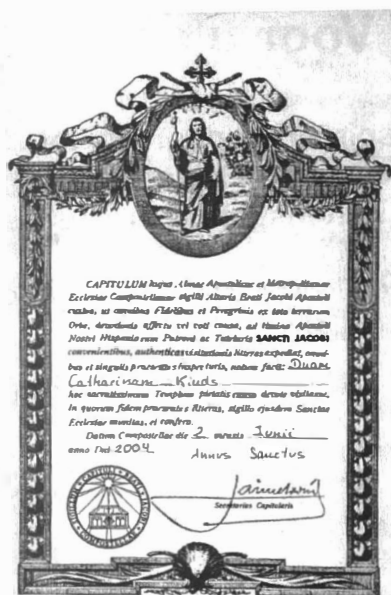 CAPITULUM hujus Almae Apostolicae et Metropolitanae
Ecclesiae Compostellanae sigilli Altaris Beati Jacobi Apostoli
custos, ut omnibus Fidelibus et Peregrinis ex toto terrarum
Orbe, devotionis affectu vel voti causa, ad limina Apostoli
Nostri Hispaniarum Patroni ac Tutelaris SANCTI JACOBI
convenientibus, authenticas visitationis litteras expediat, omni-
bus et singulis praesentes inspecturis, notum facit: Duam
Catharinam Kiuds
hoc sacratissimum Templum pietatis causa devote visitasse.
In quorum fidem praesentes litteras, sigillo ejusdem Sanctae
Ecclesiae munitas, ei confero.
Datum Compostellae die 2 mensis Junii
anno Dni 2004 Annus Sanctus
Secretarius Capitularis